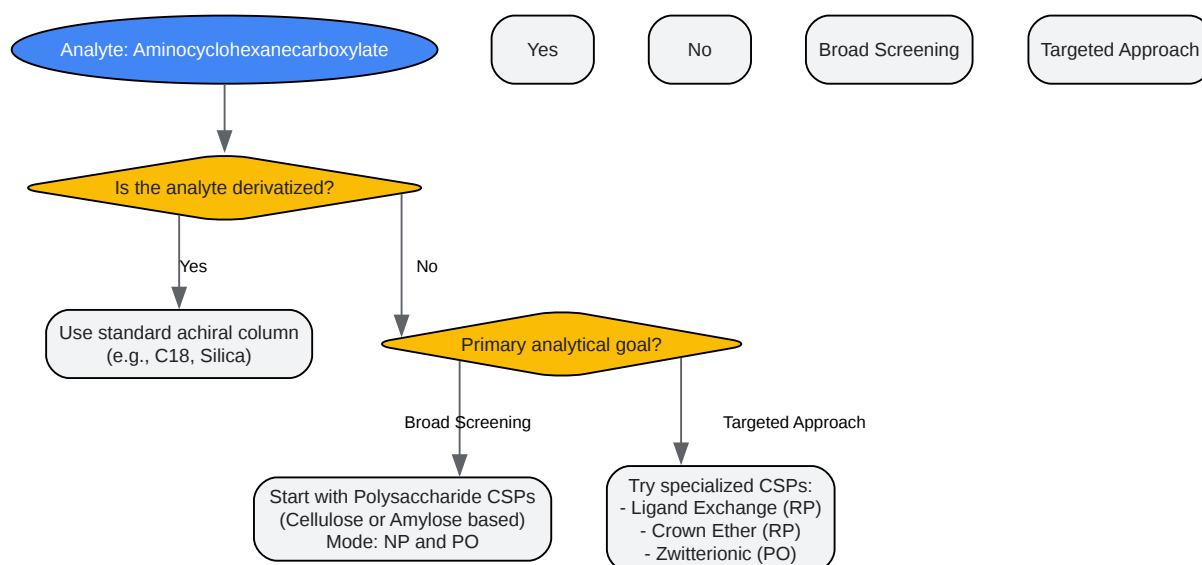 Analyte: Aminocyclohexanecarboxylate
Yes
No
Broad Screening
Targeted Approach
Is the analyte derivatized?
Yes
No
Use standard achiral column
(e.g., C18, Silica)
Primary analytical goal?
Broad Screening
Targeted Approach
Start with Polysaccharide CSPs
(Cellulose or Amylose based)
Mode: NP and PO
Try specialized CSPs:
- Ligand Exchange (RP)
- Crown Ether (RP)
- Zwitterionic (PO)